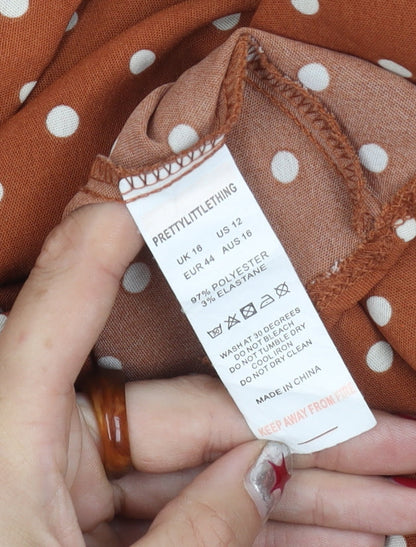 PRETTYLITTLETHING
UK 16 US 12
EUR 44 AUS 16
97% POLYESTER
3% ELASTANE
WASH AT 30 DEGREES
DO NOT BLEACH
DO NOT TUMBLE DRY
COOL IRON
DO NOT DRY CLEAN
MADE IN CHINA
KEEP AWAY FROM FIRE